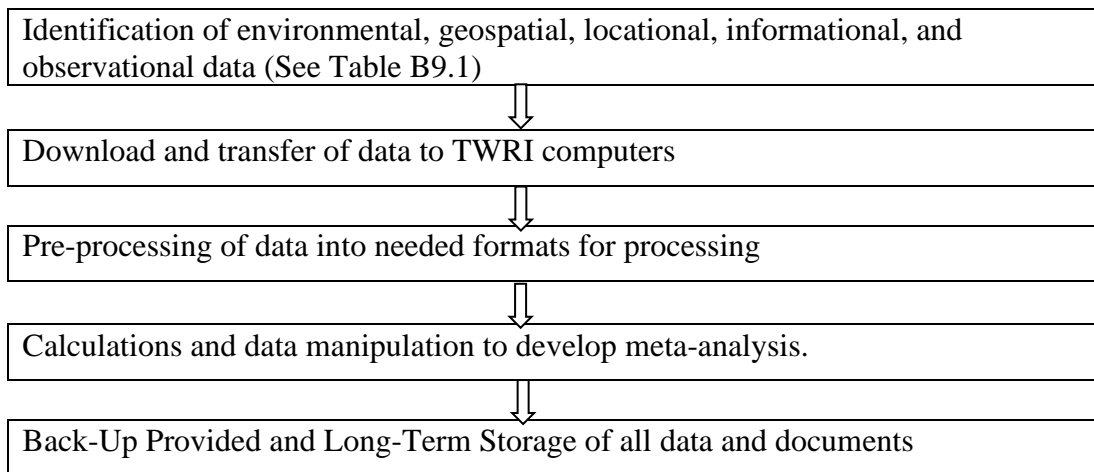 Identification of environmental, geospatial, locational, informational, and
observational data (See Table B9.1)
Download and transfer of data to TWRI computers
Pre-processing of data into needed formats for processing
Calculations and data manipulation to develop meta-analysis.
Back-Up Provided and Long-Term Storage of all data and documents